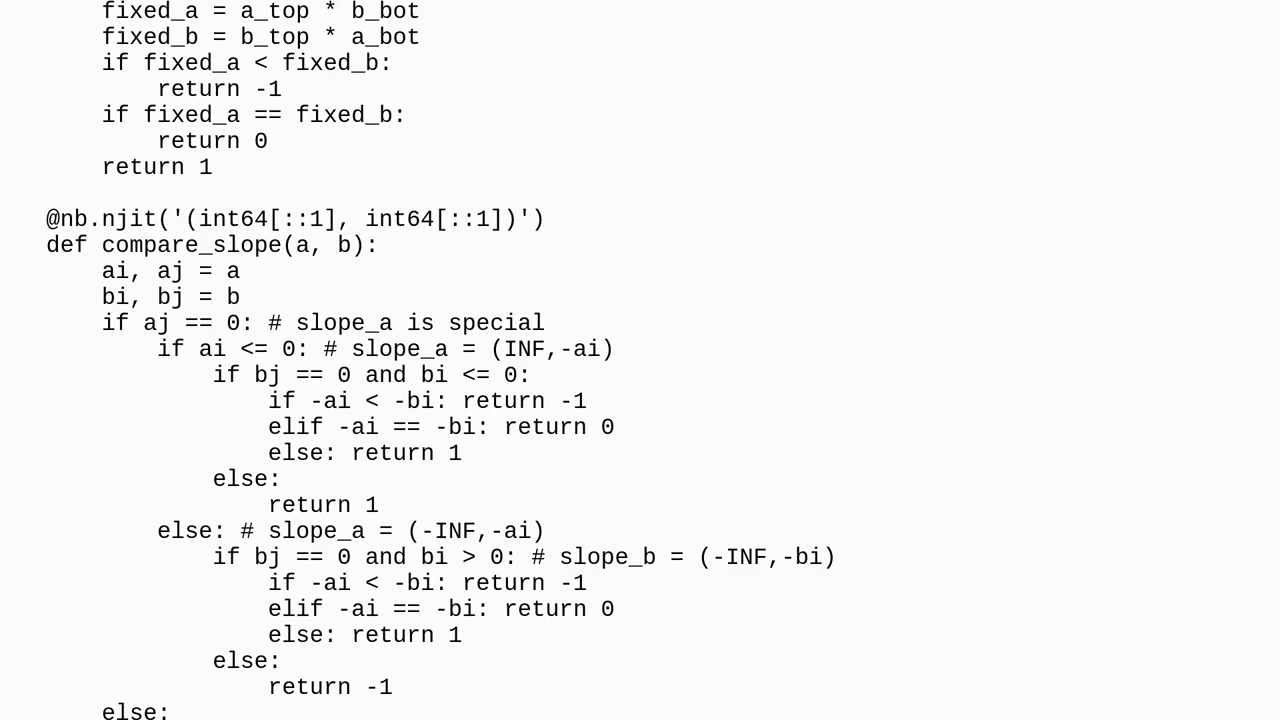 fixed_a = a_top * b_bot
    fixed_b = b_top * a_bot
    if fixed_a < fixed_b:
        return -1
    if fixed_a == fixed_b:
        return 0
    return 1

@nb.njit('(int64[::1], int64[::1])')
def compare_slope(a, b):
    ai, aj = a
    bi, bj = b
    if aj == 0: # slope_a is special
        if ai <= 0: # slope_a = (INF,-ai)
            if bj == 0 and bi <= 0:
                if -ai < -bi: return -1
                elif -ai == -bi: return 0
                else: return 1
            else:
                return 1
        else: # slope_a = (-INF,-ai)
            if bj == 0 and bi > 0: # slope_b = (-INF,-bi)
                if -ai < -bi: return -1
                elif -ai == -bi: return 0
                else: return 1
            else:
                return -1
    else: